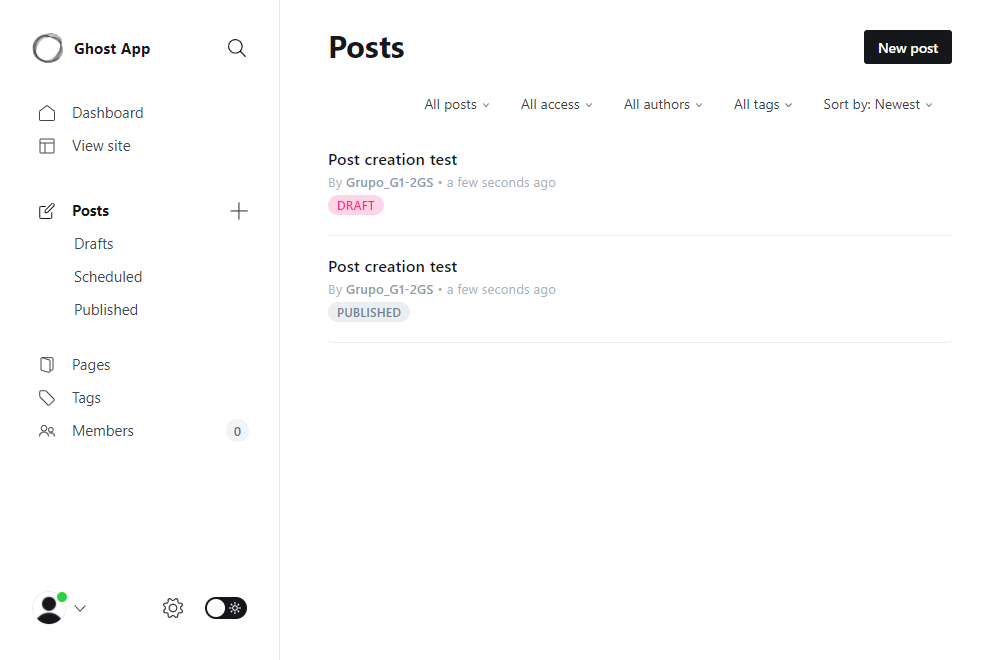 Ghost App
Dashboard
View site
Posts
Drafts
Scheduled
Published
Pages
Tags
Members 0
Posts
New post
All posts All access All authors All tags Sort by: Newest
Post creation test
By Grupo_G1-2GS • a few seconds ago
DRAFT
Post creation test
By Grupo_G1-2GS • a few seconds ago
PUBLISHED